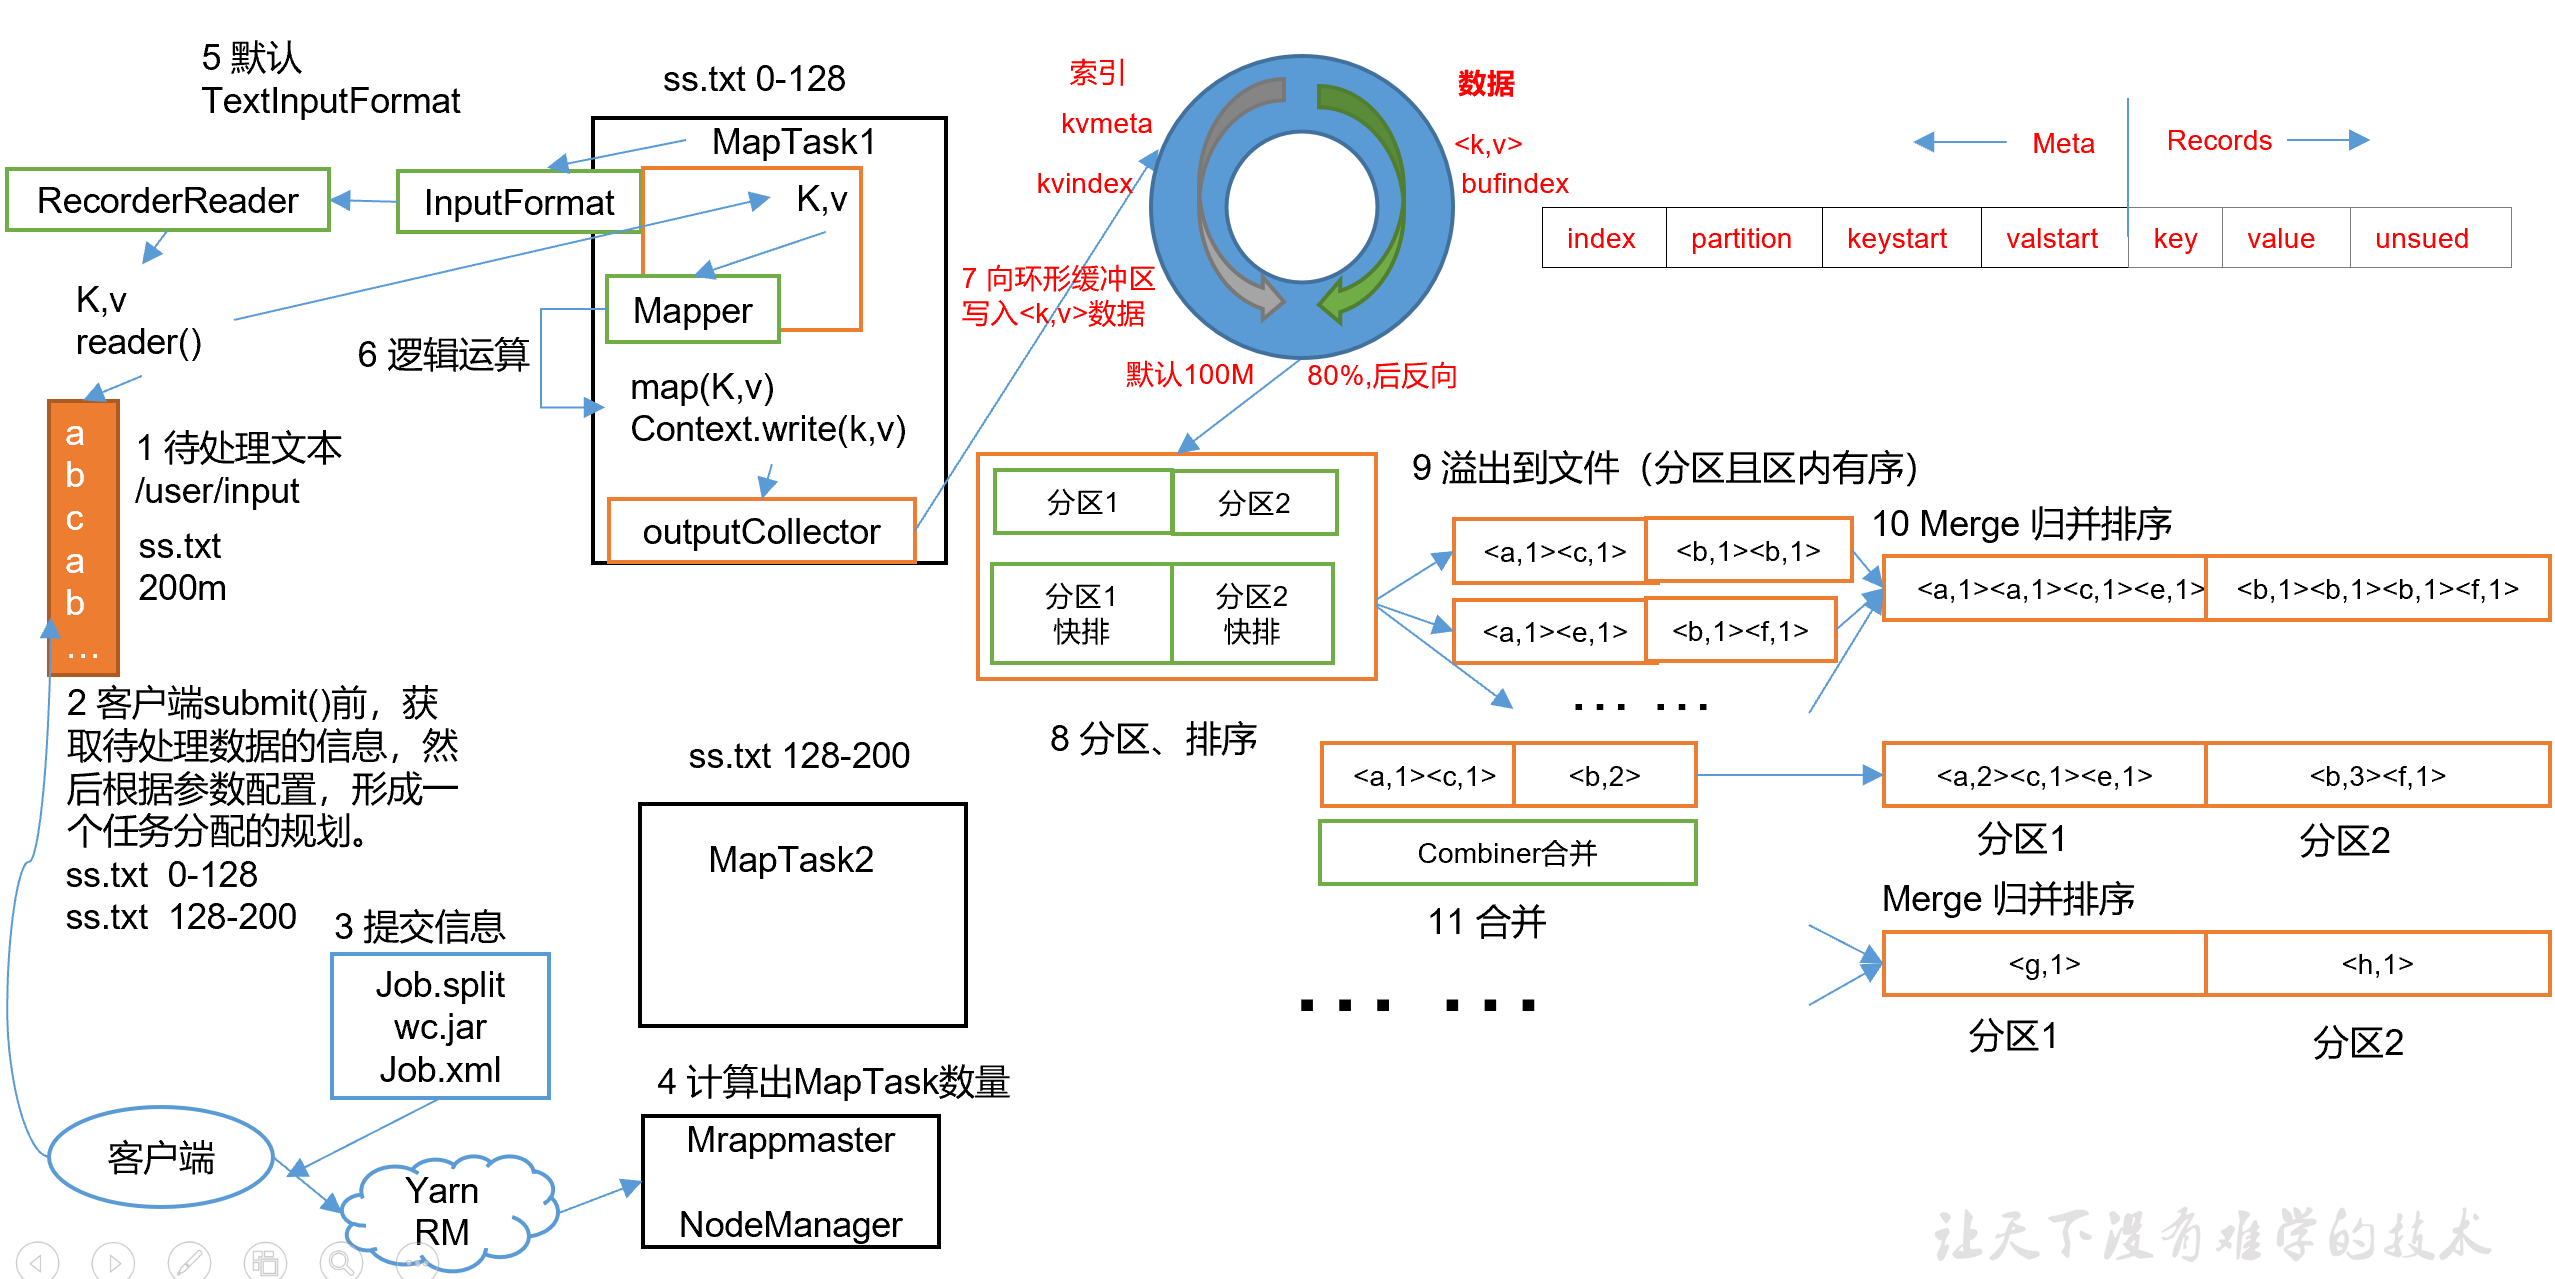 5 默认
TextInputFormat
RecorderReader
InputFormat
K,v
reader()
a
b
c
a
b
...
1 待处理文本
/user/input
ss.txt
200m
2 客户端submit()前，获
取待处理数据的信息，然
后根据参数配置，形成一
个任务分配的规划。
ss.txt 0-128
ss.txt 128-200
3 提交信息
Job.split
wc.jar
Job.xml
客户端
Yarn
RM
4 计算出MapTask数量
Mrappmaster
NodeManager
ss.txt 0-128
MapTask1
K,v
Mapper
6 逻辑运算
map(K,v)
Context.write(k,v)
outputCollector
ss.txt 128-200
MapTask2
索引
kvmeta
kvindex
数据
<k,v>
bufindex
7 向环形缓冲区
写入<k,v>数据
默认100M
80%,后反向
Meta
Records
index partition keystart valstart key value unsued
分区1 分区2
分区1
快排
分区2
快排
8 分区、排序
9 溢出到文件（分区且区内有序）
<a,1><c,1> <b,1><b,1>
<a,1><e,1> <b,1><f,1>
... ...
10 Merge 归并排序
<a,1><a,1><c,1><e,1> <b,1><b,1><b,1><f,1>
<a,1><c,1> <b,2>
Combiner合并
11 合并
<a,2><c,1><e,1> <b,3><f,1>
分区1 分区2
Merge 归并排序
<g,1> <h,1>
分区1 分区2
... ...
让天下没有难学的技术